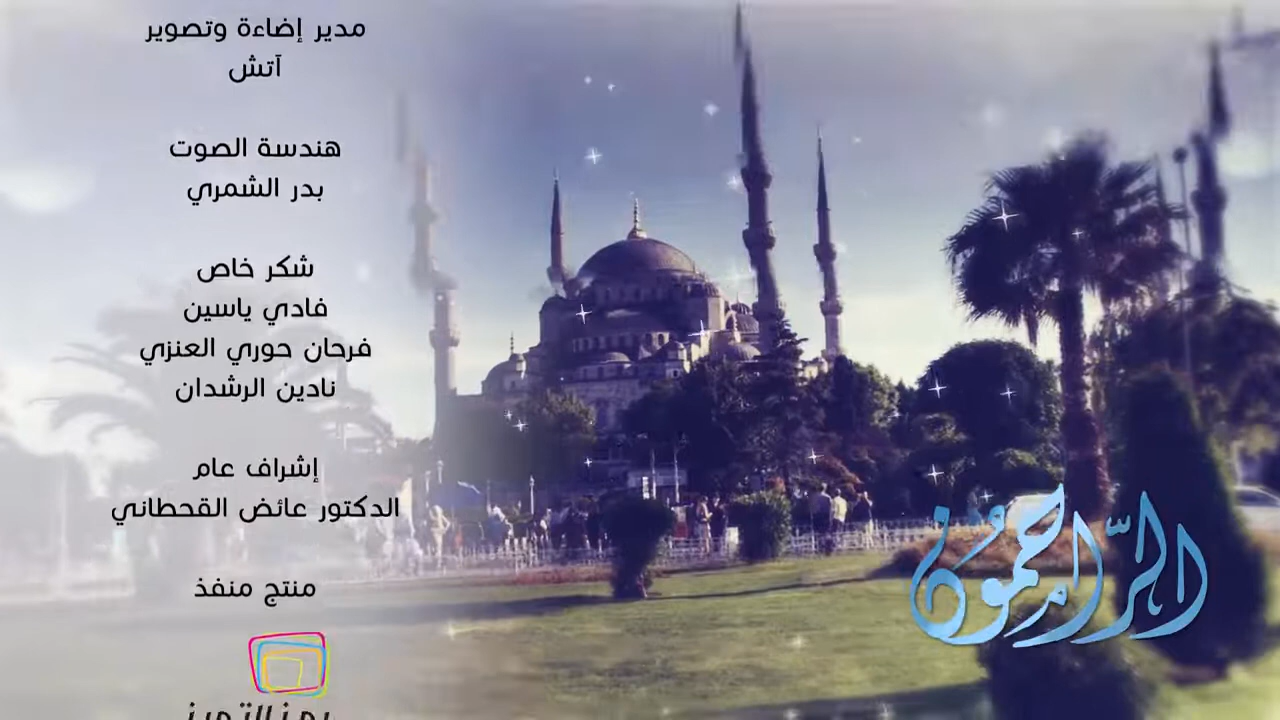 مدير إضاءة وتصوير
آتش
هندسة الصوت
بدر الشمري
شكر خاص
فادي ياسين
فرحان حوري العنزي
نادين الرشدان
إشراف عام
الدكتور عائض القحطاني
منتج منفذ
الراحمون